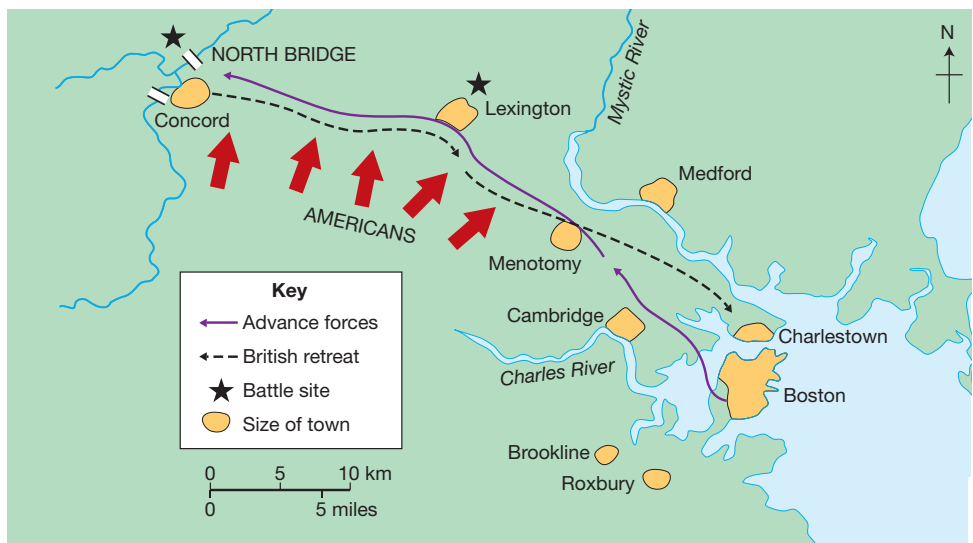 N
NORTH BRIDGE
Concord
Lexington
Mystic River
Medford
AMERICANS
Menotomy
Cambridge
Charlestown
Charles River
Boston
Brookline
Roxbury
Key
Advance forces
British retreat
Battle site
Size of town
0 5 10 km
0 5 miles